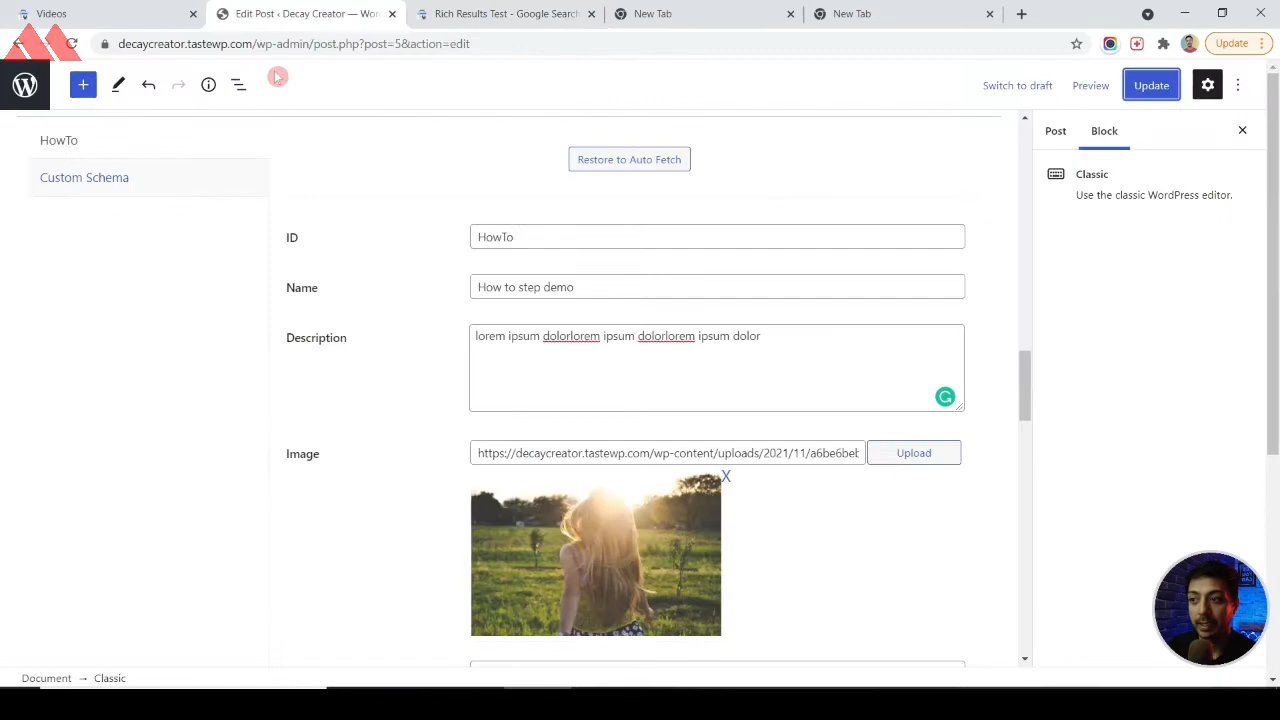 Videos
Edit Post ‹ Decay Creator — Wor
Rich Results Test - Google Search
New Tab
New Tab
decaycreator.tastewp.com/wp-admin/post.php?post=5&action=edit
Update
Switch to draft
Preview
Update
HowTo
Custom Schema
Restore to Auto Fetch
Post
Block
Classic
Use the classic WordPress editor.
ID
HowTo
Name
How to step demo
Description
lorem ipsum dolorlorem ipsum dolorlorem ipsum dolor
Image
https://decaycreator.tastewp.com/wp-content/uploads/2021/11/a6be6beb
Upload
X
Document → Classic